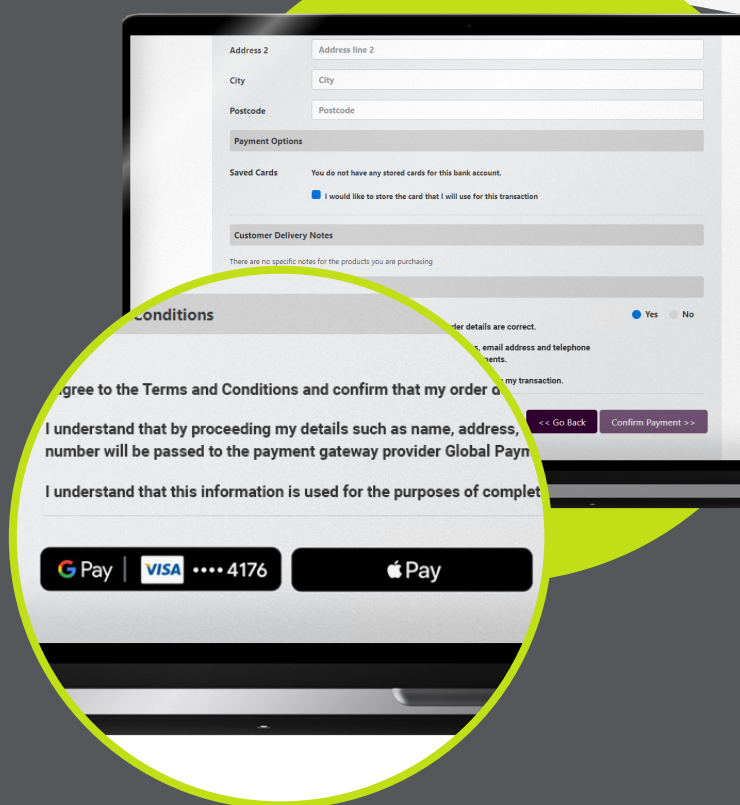 Address 2 Address line 2
City City
Postcode Postcode
Payment Options
Saved Cards You do not have any stored cards for this bank account.
I would like to store the card that I will use for this transaction
Customer Delivery Notes
There are no specific notes for the products you are purchasing
Yes No
order details are correct.
email address and telephone
my transaction.
<< Go Back Confirm Payment >>
Conditions
agree to the Terms and Conditions and confirm that my order
I understand that by proceeding my details such as name, address,
number will be passed to the payment gateway provider Global
I understand that this information is used for the purposes of
G Pay VISA •••• 4176
Pay